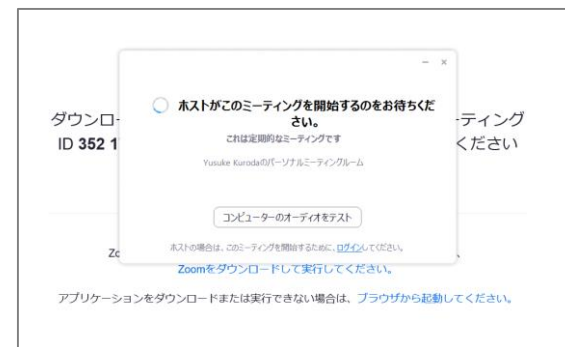 ホストがこのミーティングを開始するのをお待ちくだ
さい。
ダウンロー
ーティング
これは定期的なミーティングです
ID 352 1
ください
Yusuke Kurodaのパーソナルミーティングルーム
コンピューターのオーディオをテスト
ホストの場合は、このミーティングを開始するために、ログインしてください。
Zo
、
Zoomをダウンロードして実行してください。
アプリケーションをダウンロードまたは実行できない場合は、ブラウザから起動してください。